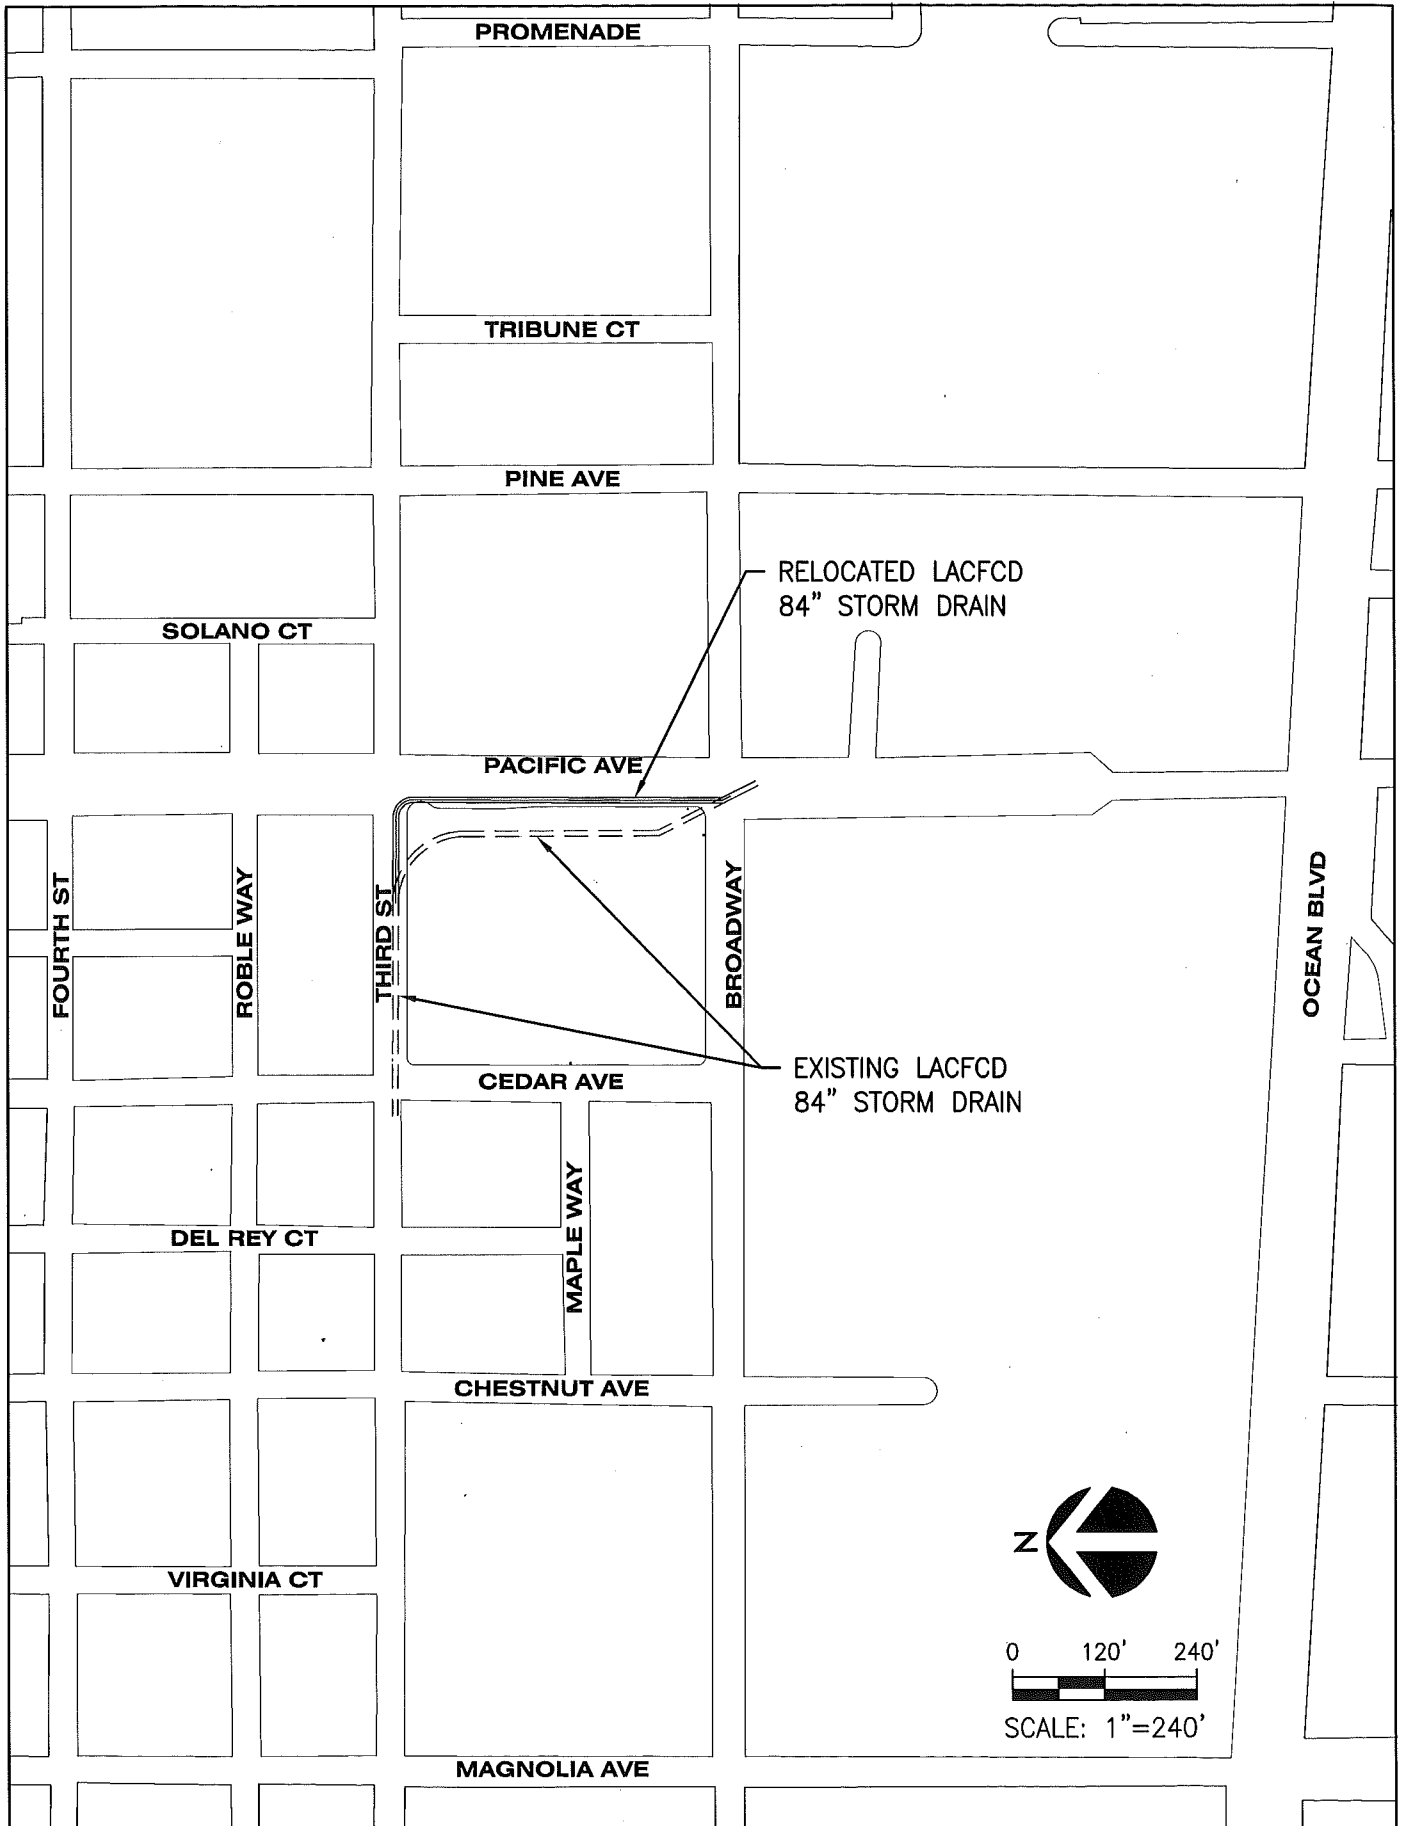 PROMENADE
TRIBUNE CT
PINE AVE
RELOCATED LACFCD
84" STORM DRAIN
SOLANO CT
PACIFIC AVE
FOURTH ST
ROBLE WAY
THIRD ST
BROADWAY
OCEAN BLVD
EXISTING LACFCD
84" STORM DRAIN
CEDAR AVE
MAPLE WAY
DEL REY CT
CHESTNUT AVE
N
VIRGINIA CT
0 120' 240'
SCALE: 1"=240'
MAGNOLIA AVE